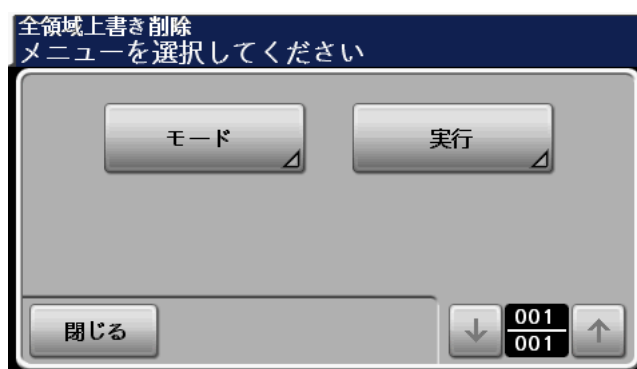 全領域上書き削除
メニューを選択してください
モード
実行
閉じる
001
001